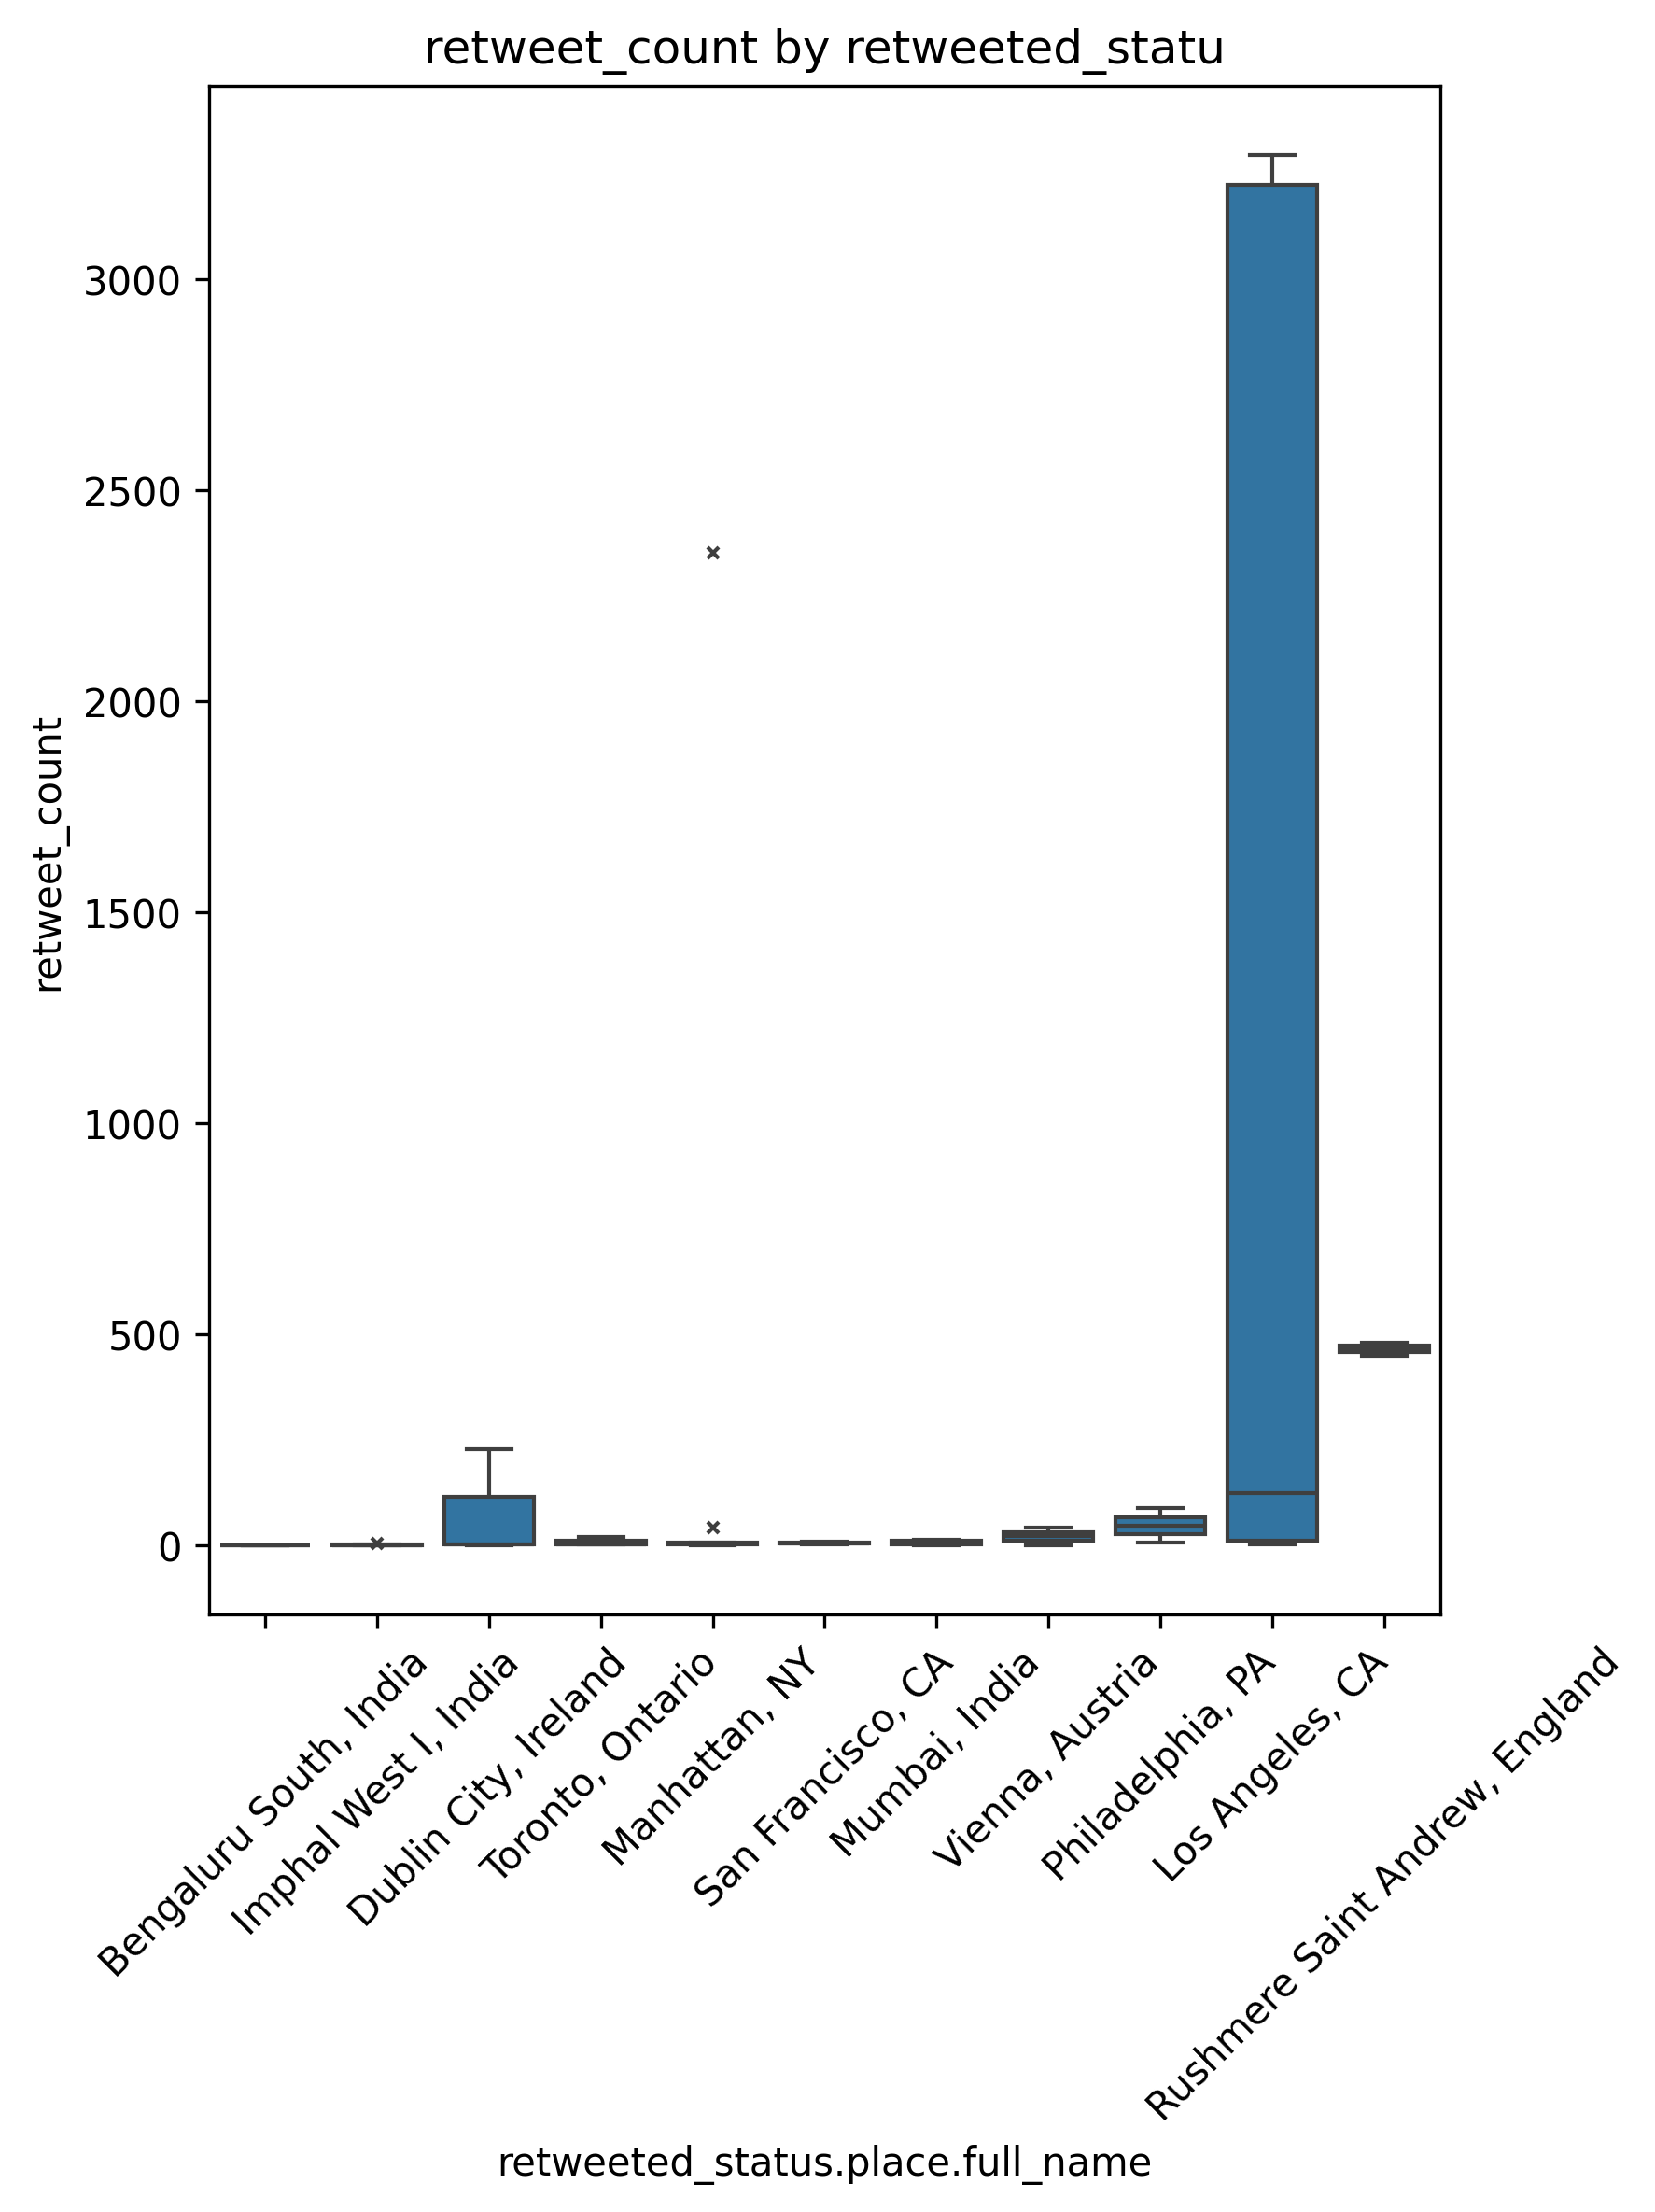 retweet_count by retweeted_statu
retweet_count
3000
2500
2000
1500
1000
500
0
Bengaluru South, India
Imphal West I, India
Dublin City, Ireland
Toronto, Ontario
Manhattan, NY
San Francisco, CA
Mumbai, India
Vienna, Austria
Philadelphia, PA
Los Angeles, CA
Rushmere Saint Andrew, England
retweeted_status.place.full_name